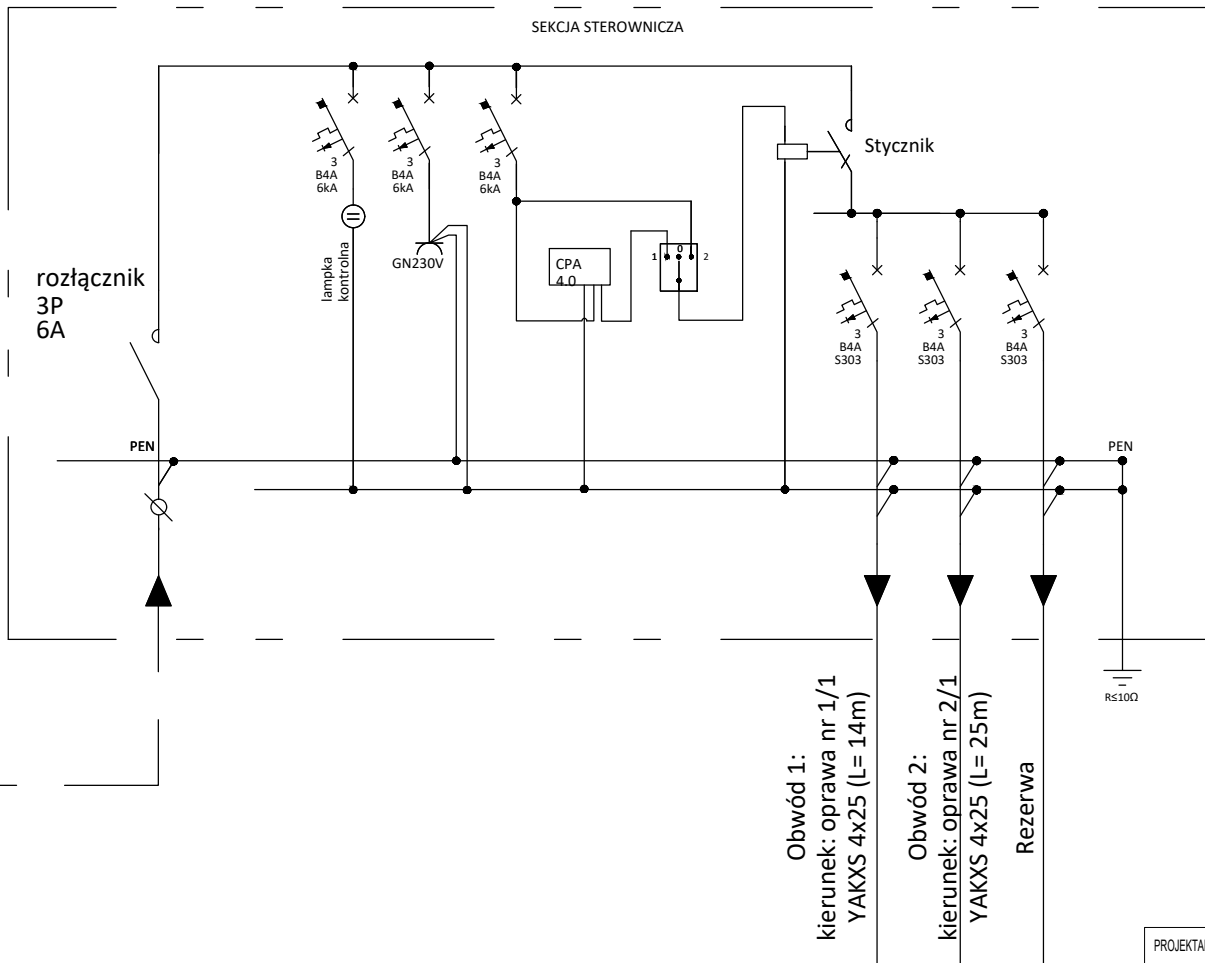 SEKCJA STEROWNICZA
3
B4A
6kA
3
B4A
6kA
3
B4A
6kA
Stycznik
lampka
kontrolna
GN230V
CPA
4.0
1
0
2
rozłącznik
3P
6A
3
B4A
S303
3
B4A
S303
3
B4A
S303
PEN
PEN
R≤10Ω
Obwód 1:
kierunek: oprawa nr 1/1
YAKXS 4x25 (L= 14m)
Obwód 2:
kierunek: oprawa nr 2/1
YAKXS 4x25 (L= 25m)
Rezerwa